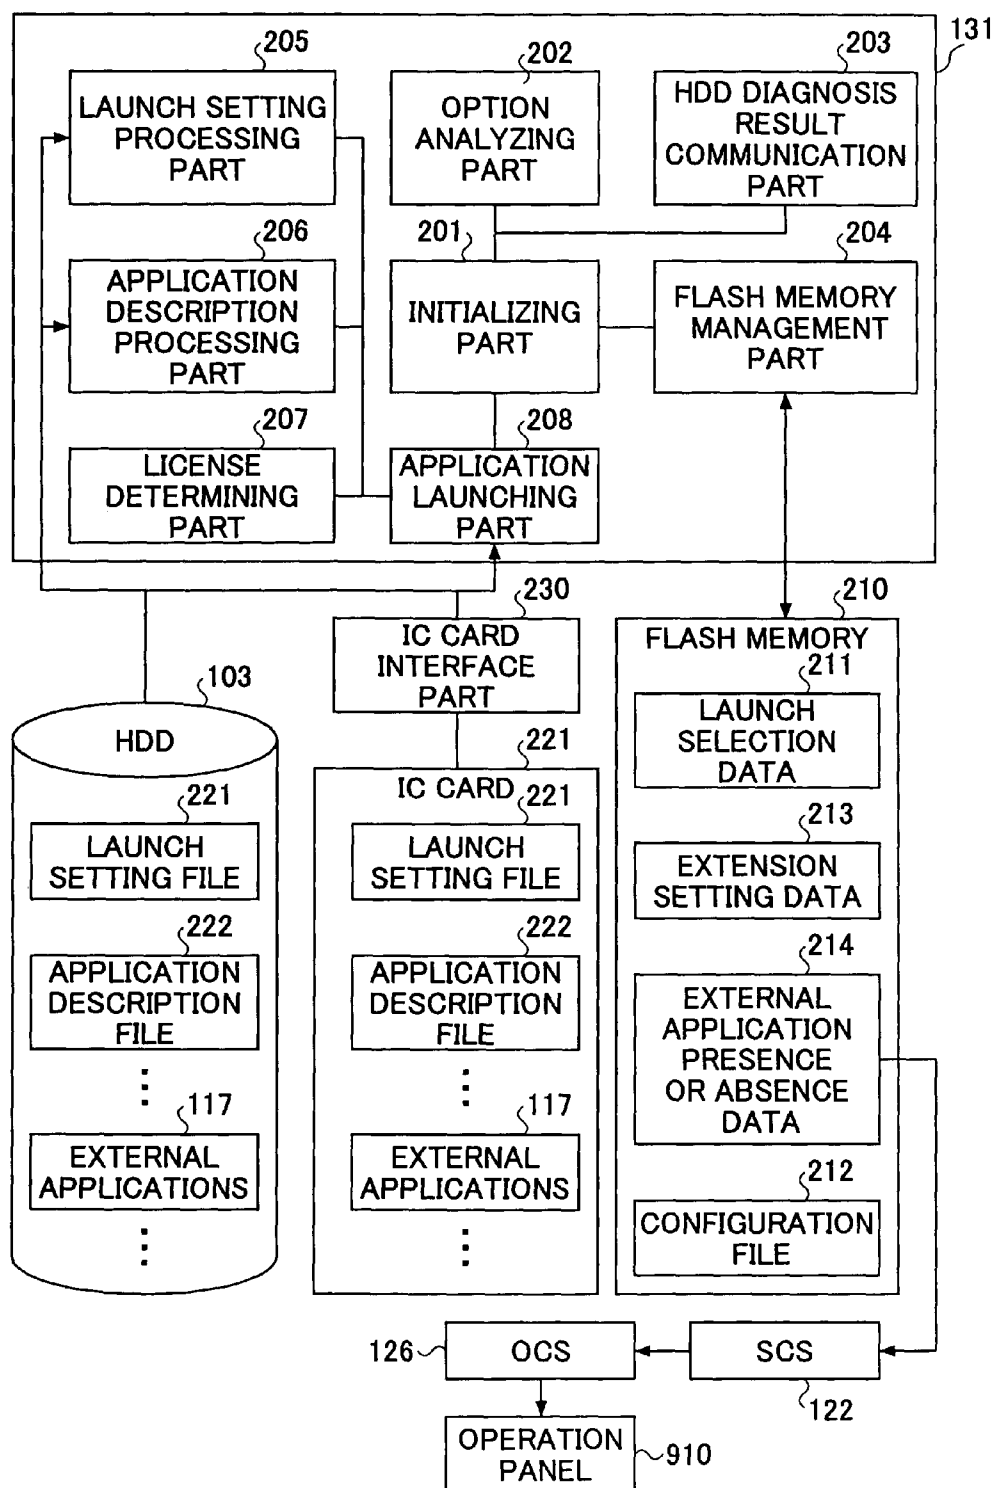 131
205
LAUNCH SETTING
PROCESSING
PART
202
OPTION
ANALYZING
PART
203
HDD DIAGNOSIS
RESULT
COMMUNICATION
PART
206
APPLICATION
DESCRIPTION
PROCESSING
PART
201
INITIALIZING
PART
204
FLASH MEMORY
MANAGEMENT
PART
207
LICENSE
DETERMINING
PART
208
APPLICATION
LAUNCHING
PART
103
HDD
221
LAUNCH
SETTING FILE
222
APPLICATION
DESCRIPTION
FILE
117
EXTERNAL
APPLICATIONS
230
IC CARD
INTERFACE
PART
221
IC CARD
221
LAUNCH
SETTING FILE
222
APPLICATION
DESCRIPTION
FILE
117
EXTERNAL
APPLICATIONS
210
FLASH MEMORY
211
LAUNCH
SELECTION
DATA
213
EXTENSION
SETTING DATA
214
EXTERNAL
APPLICATION
PRESENCE
OR ABSENCE
DATA
212
CONFIGURATION
FILE
126
OCS
SCS
122
OPERATION
PANEL
910